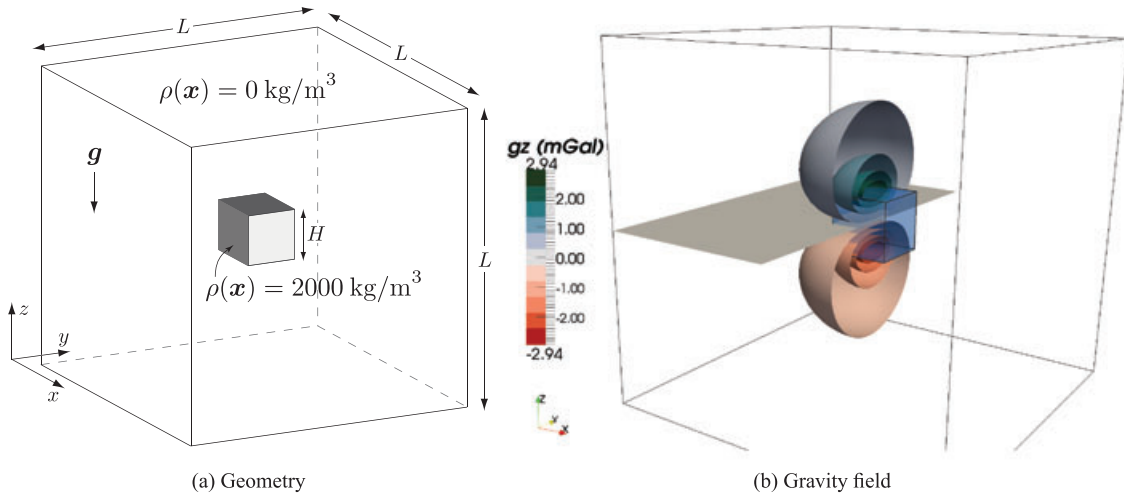 L
L
ρ(x) = 0 kg/m³
g
H
L
ρ(x) = 2000 kg/m³
z
y
x
(a) Geometry
gz (mGal)
2.94
2.00
1.00
0.00
-1.00
-2.00
-2.94
z
y
x
(b) Gravity field